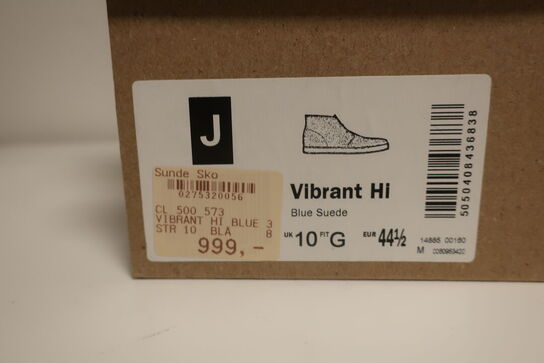 J
Sunde Sko
0275320056
CL 500 573
VIBRANT HI BLUE 3
STR 10 BLA 8
999,-
Vibrant Hi
Blue Suede
UK 10 FIT G EUR 44½
5050408436838
14885 00160
M 0080983420